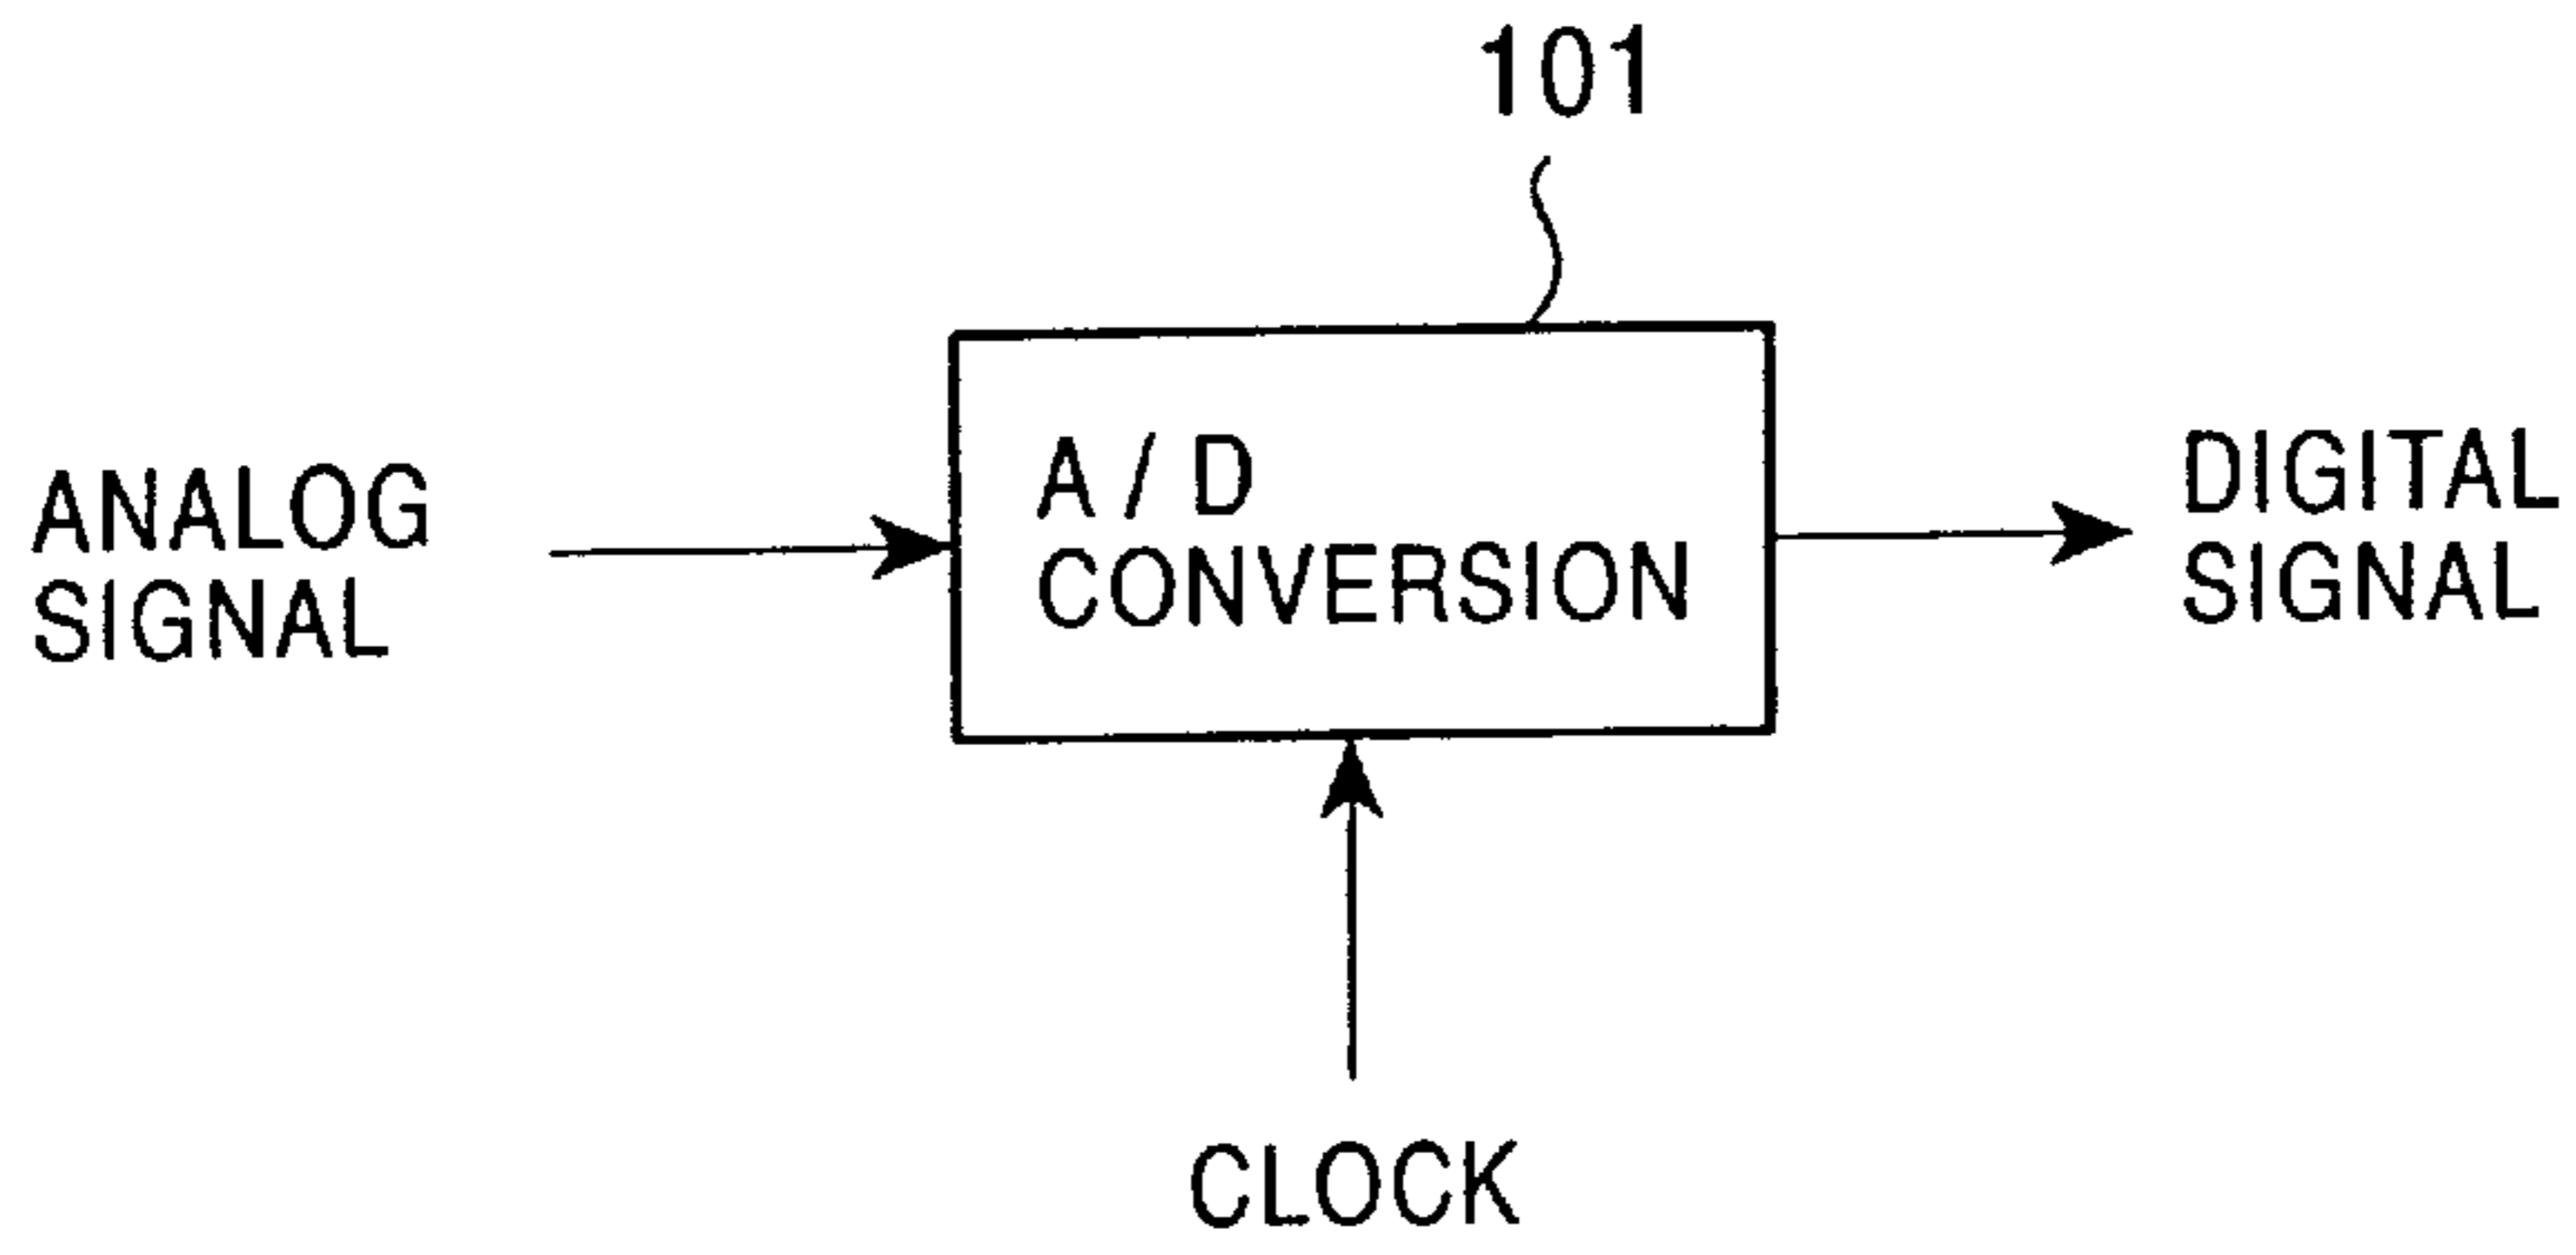 101
ANALOG
SIGNAL
A / D
CONVERSION
DIGITAL
SIGNAL
CLOCK